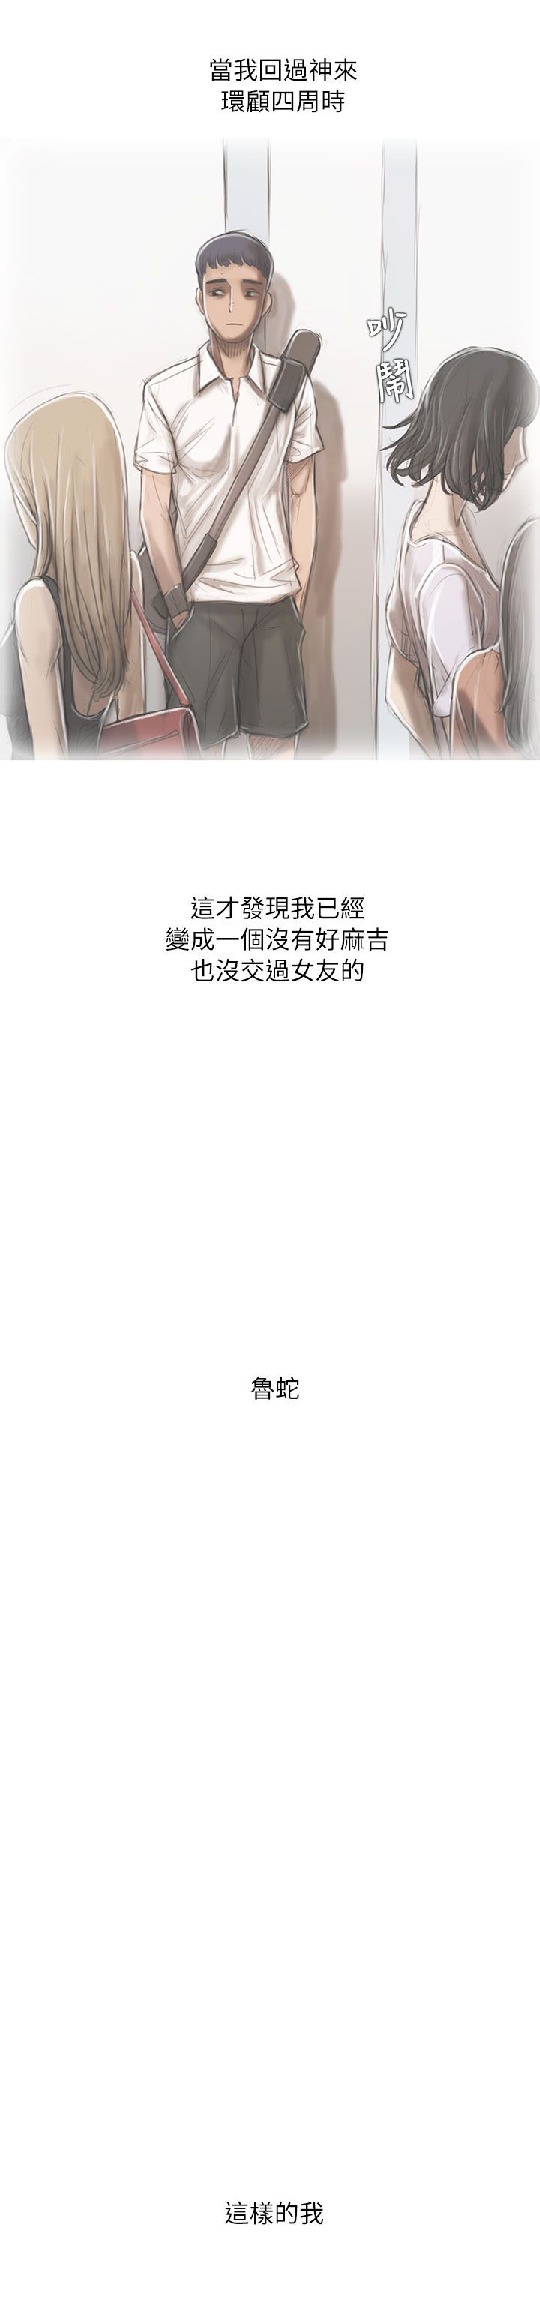 當我回過神來
環顧四周時
吵
鬧
這才發現我已經
變成一個沒有好麻吉
也沒交過女友的
魯蛇
這樣的我